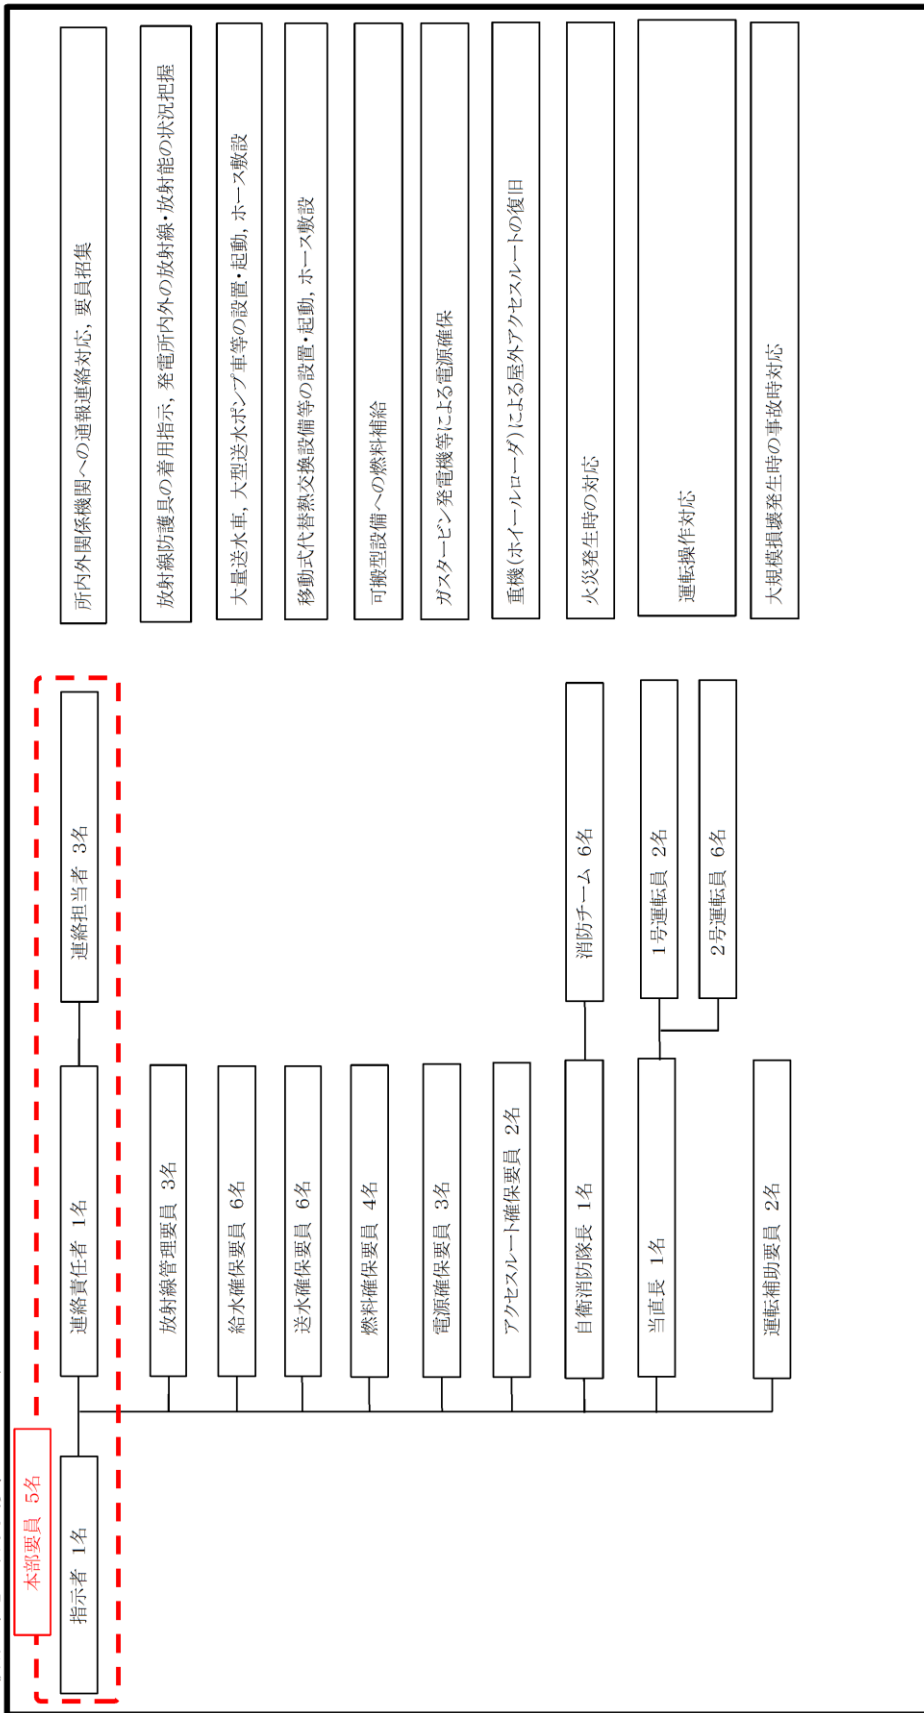 本部要員 5名
指示者 1名
連絡責任者 1名
連絡担当者 3名
所内外関係機関への通報連絡対応, 要員招集
放射線管理要員 3名
放射線防護具の着用指示, 発電所内外の放射線・放射能の状況把握
給水確保要員 6名
大量送水車, 大型送水ポンプ車等の設置・起動, ホース敷設
送水確保要員 6名
移動式代替熱交換設備等の設置・起動, ホース敷設
燃料確保要員 4名
可搬型設備への燃料補給
電源確保要員 3名
ガスタービン発電機等による電源確保
アクセスルート確保要員 2名
重機(ホイールローダ)による屋外アクセスルートの復旧
自衛消防隊長 1名
消防チーム 6名
火災発生時の対応
当直長 1名
1号運転員 2名
2号運転員 6名
運転操作対応
運転補助要員 2名
大規模損壊発生時の事故時対応